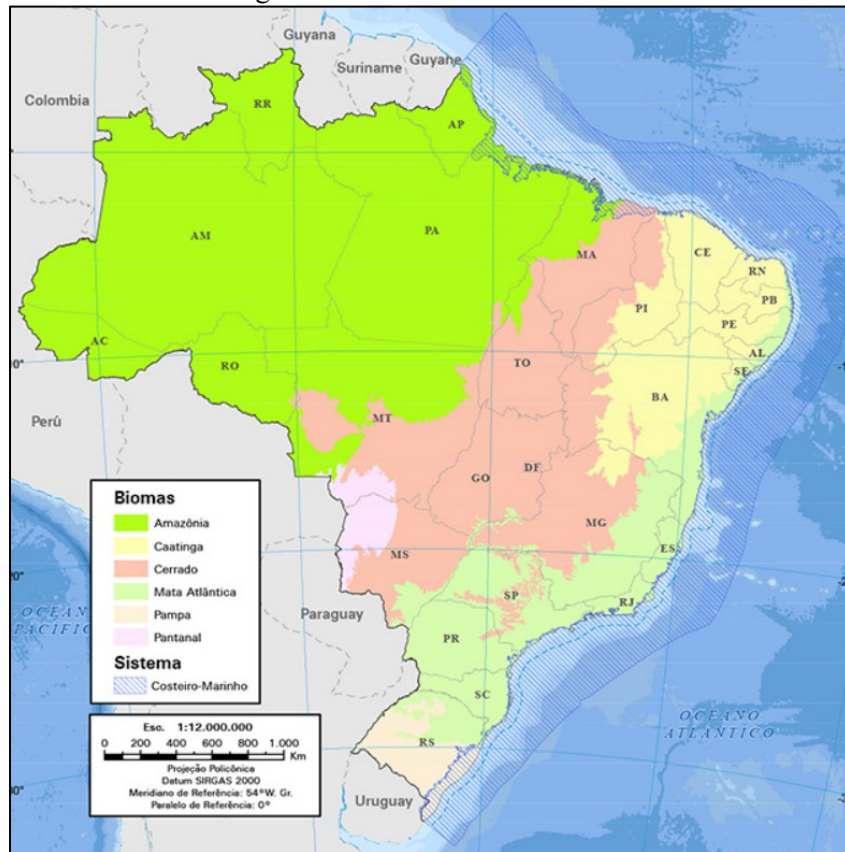 Guyana
Suriname
Guyane
Colombia
RR
AP
AM
PA
MA
CE
RN
PB
PI
PE
AC
AL
SE
TO
RO
BA
Perú
MT
GO
DF
MG
MS
ES
SP
RJ
Paraguay
PR
SC
RS
Uruguay
OCEANO
PACÍFICO
OCEANO
ATLÂNTICO
Biomas
Amazônia
Caatinga
Cerrado
Mata Atlântica
Pampa
Pantanal
Sistema
Costeiro-Marinho
Esc. 1:12.000.000
0 200 400 600 800 1.000
Km
Projeção Policônica
Datum SIRGAS 2000
Meridiano de Referência: 54°W. Gr.
Paralelo de Referência: 0°